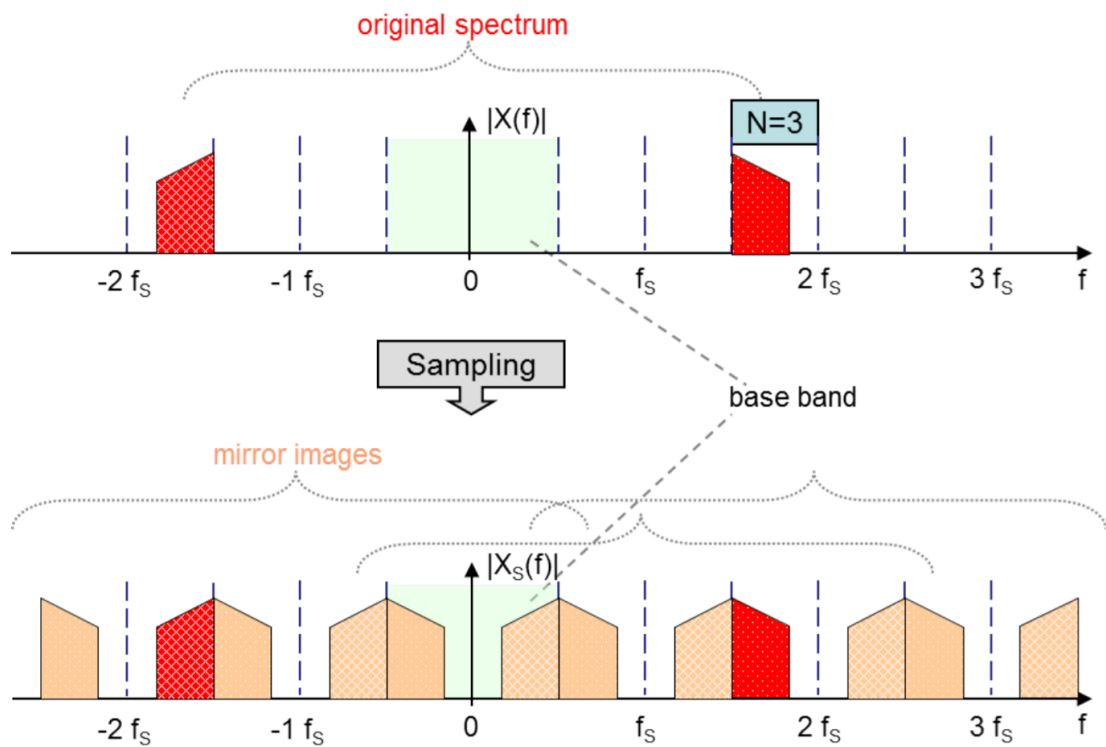 original spectrum
|X(f)|
N=3
-2 fS
-1 fS
0
fS
2 fS
3 fS
f
Sampling
base band
mirror images
|XS(f)|
-2 fS
-1 fS
0
fS
2 fS
3 fS
f